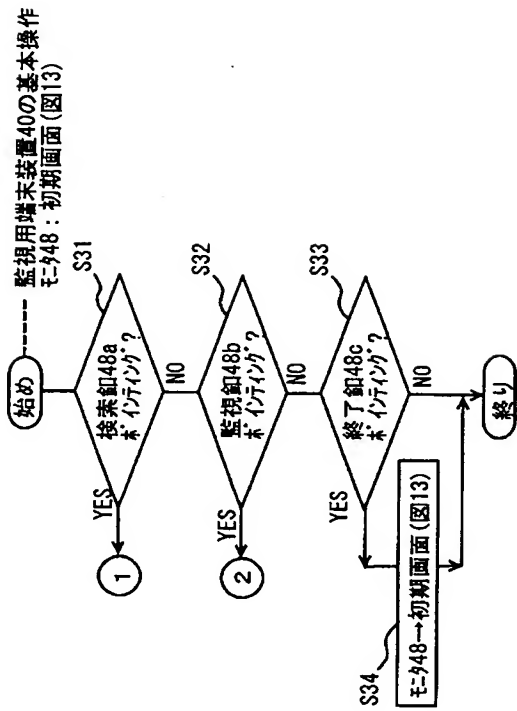 始め
監視用端末装置40の基本操作
モニタ48：初期画面(図13)
S31
検索釦48a
ポインティング？
YES
1
NO
S32
監視釦48b
ポインティング？
YES
2
NO
S33
終了釦48c
ポインティング？
YES
NO
S34
モニタ48→初期画面(図13)
終り